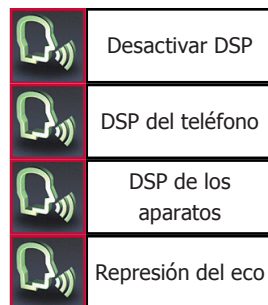 Desactivar DSP
DSP del teléfono
DSP de los
aparatos
Represión del eco